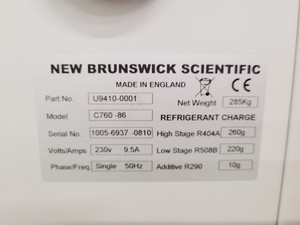 NEW BRUNSWICK SCIENTIFIC
MADE IN ENGLAND
CE
Part No. U9410-0001 Net Weight 285Kg
Model C760 -86 REFRIGERANT CHARGE
Serial No. 1005-6937 -0810 High Stage R404A 260g
Volts/Amps 230v 9.5A Low Stage R508B 220g
Phase/Freq Single 50Hz Additive R290 10g